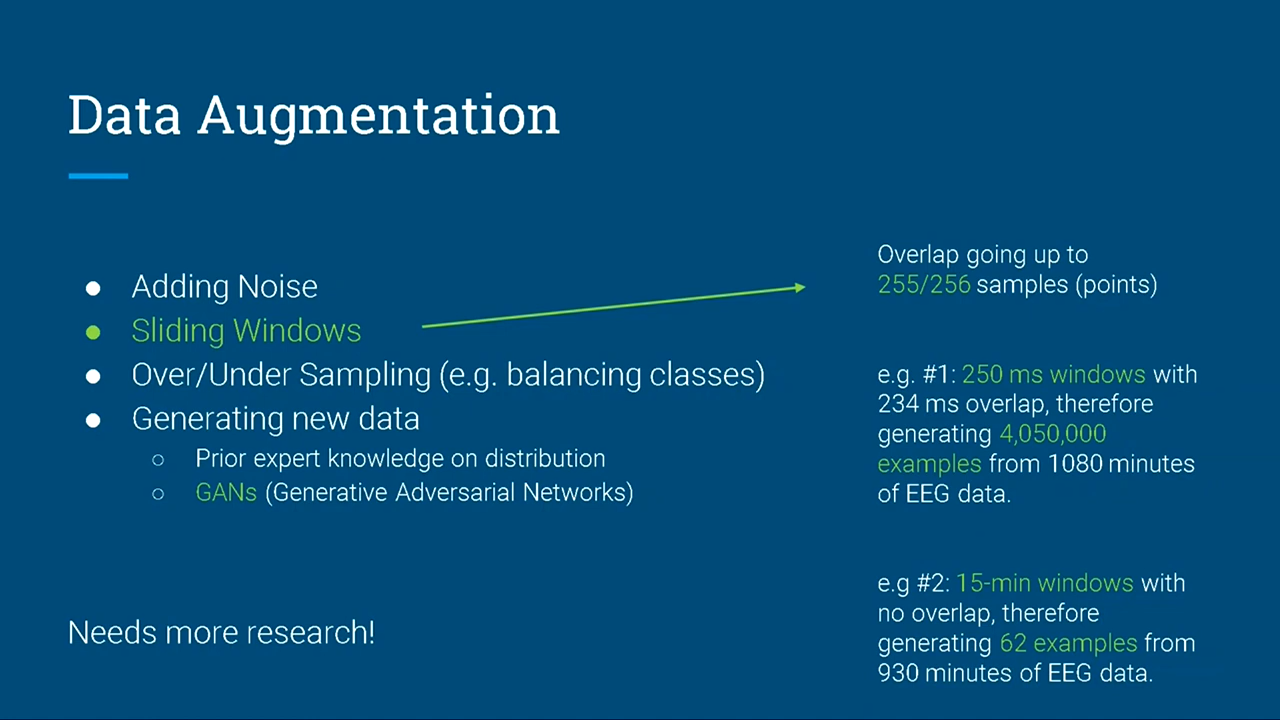 Data Augmentation
● Adding Noise
● Sliding Windows
● Over/Under Sampling (e.g. balancing classes)
● Generating new data
○ Prior expert knowledge on distribution
○ GANs (Generative Adversarial Networks)
Needs more research!
Overlap going up to
255/256 samples (points)
e.g. #1: 250 ms windows with
234 ms overlap, therefore
generating 4,050,000
examples from 1080 minutes
of EEG data.
e.g #2: 15-min windows with
no overlap, therefore
generating 62 examples from
930 minutes of EEG data.